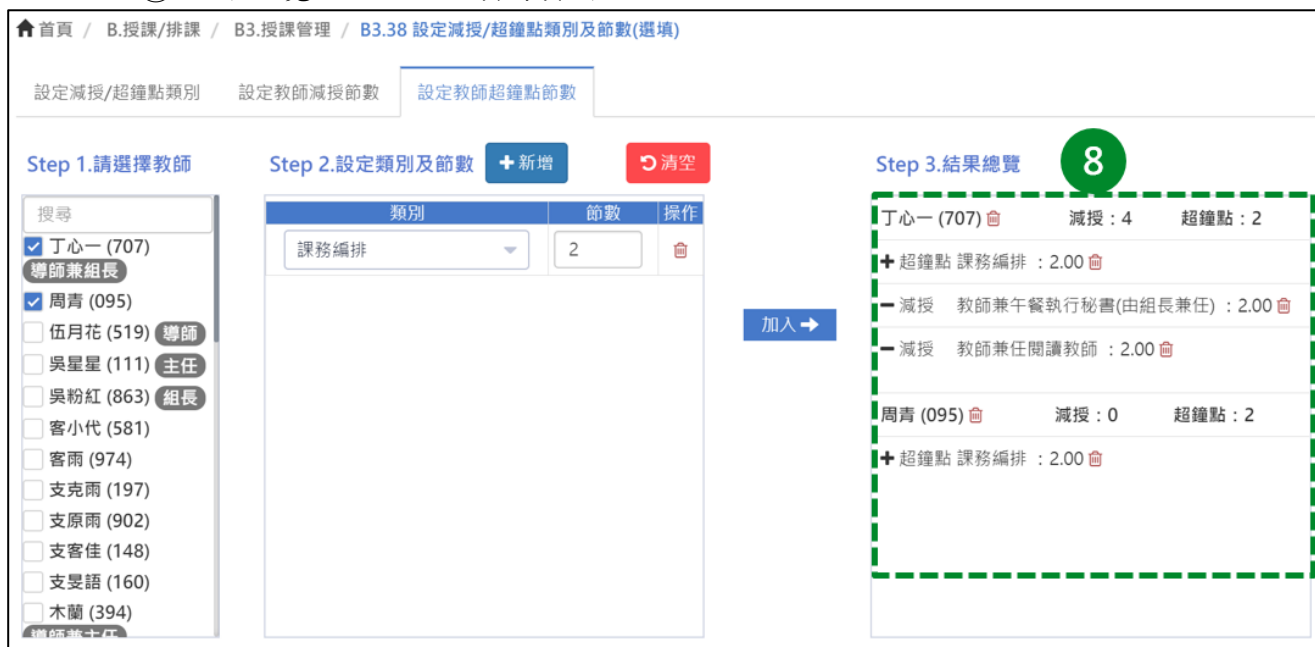 首頁 / B.授課/排課 / B3.授課管理 / B3.38 設定減授/超鐘點類別及節數(選填)
設定減授/超鐘點類別 設定教師減授節數 設定教師超鐘點節數
Step 1.請選擇教師
搜尋
丁心一 (707)
導師兼組長
周青 (095)
伍月花 (519) 導師
吳星星 (111) 主任
吳粉紅 (863) 組長
客小代 (581)
客雨 (974)
支克雨 (197)
支原雨 (902)
支客佳 (148)
支旻語 (160)
木蘭 (394)
導師兼主任
Step 2.設定類別及節數 新增 清空
類別 節數 操作
課務編排 2
加入
Step 3.結果總覽 8
丁心一 (707) 減授:4 超鐘點:2
+ 超鐘點 課務編排 : 2.00
- 減授 教師兼午餐執行秘書(由組長兼任) : 2.00
- 減授 教師兼任閱讀教師 : 2.00
周青 (095) 減授:0 超鐘點:2
+ 超鐘點 課務編排 : 2.00